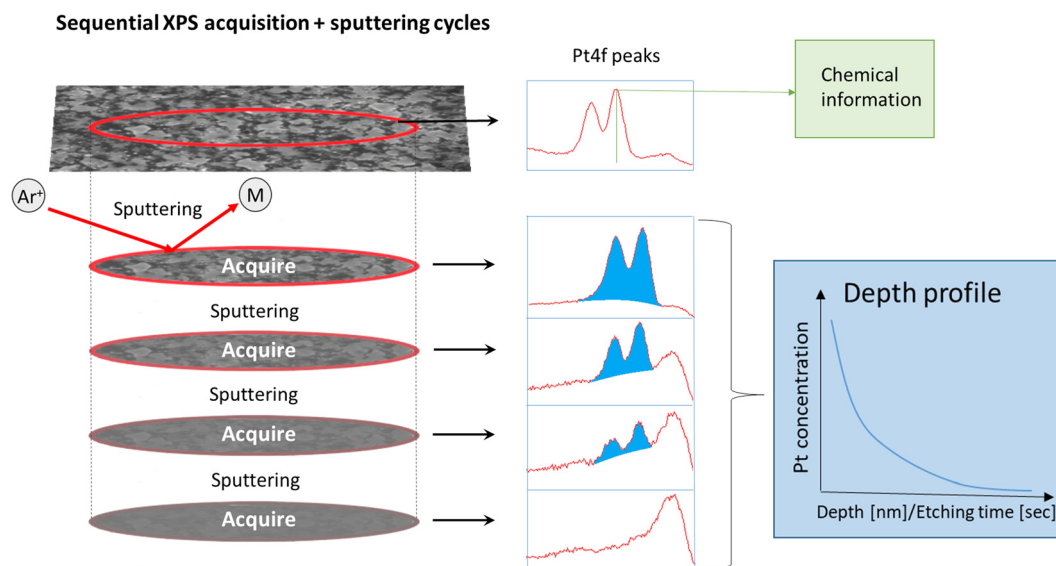 Sequential XPS acquisition + sputtering cycles
Pt4f peaks
Chemical
information
Ar⁺
Sputtering
M
Acquire
Sputtering
Acquire
Sputtering
Acquire
Sputtering
Acquire
Depth profile
Pt concentration
Depth [nm]/Etching time [sec]